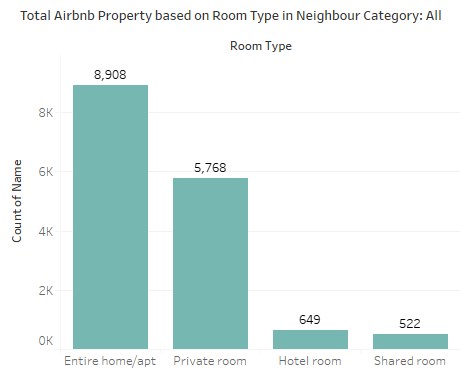 Total Airbnb Property based on Room Type in Neighbour Category: All
Room Type
Count of Name
8K
6K
4K
2K
0K
8,908
5,768
649
522
Entire home/apt
Private room
Hotel room
Shared room